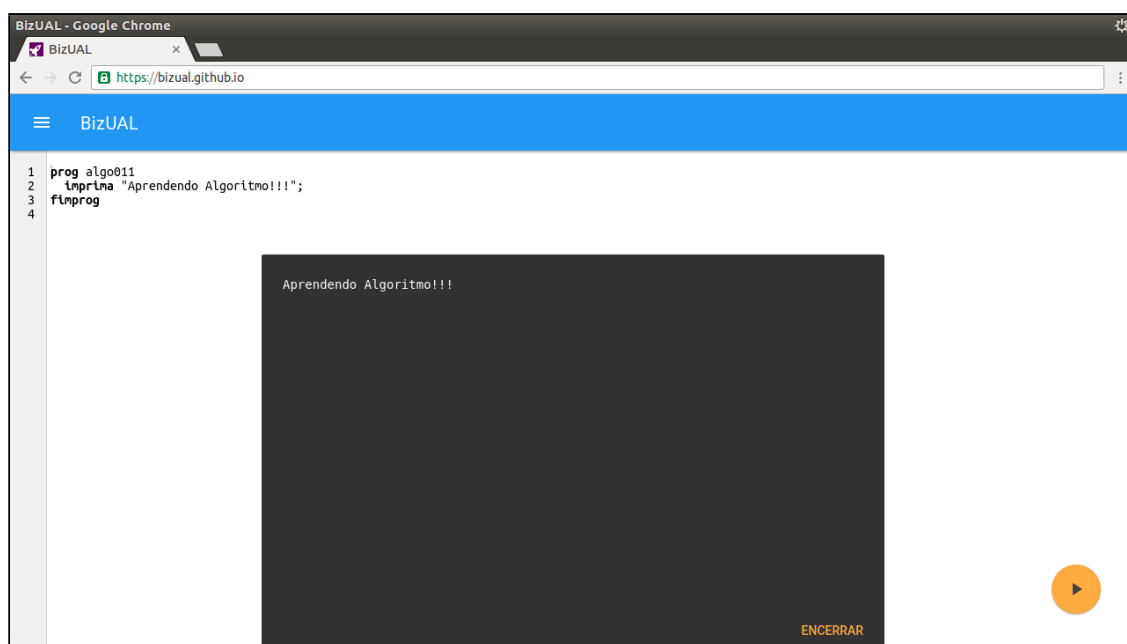 BizUAL - Google Chrome
BizUAL
https://bizual.github.io
BizUAL
1 prog algo011
2 imprima "Aprendendo Algoritmo!!!";
3 fimprog
4
Aprendendo Algoritmo!!!
ENCERRAR